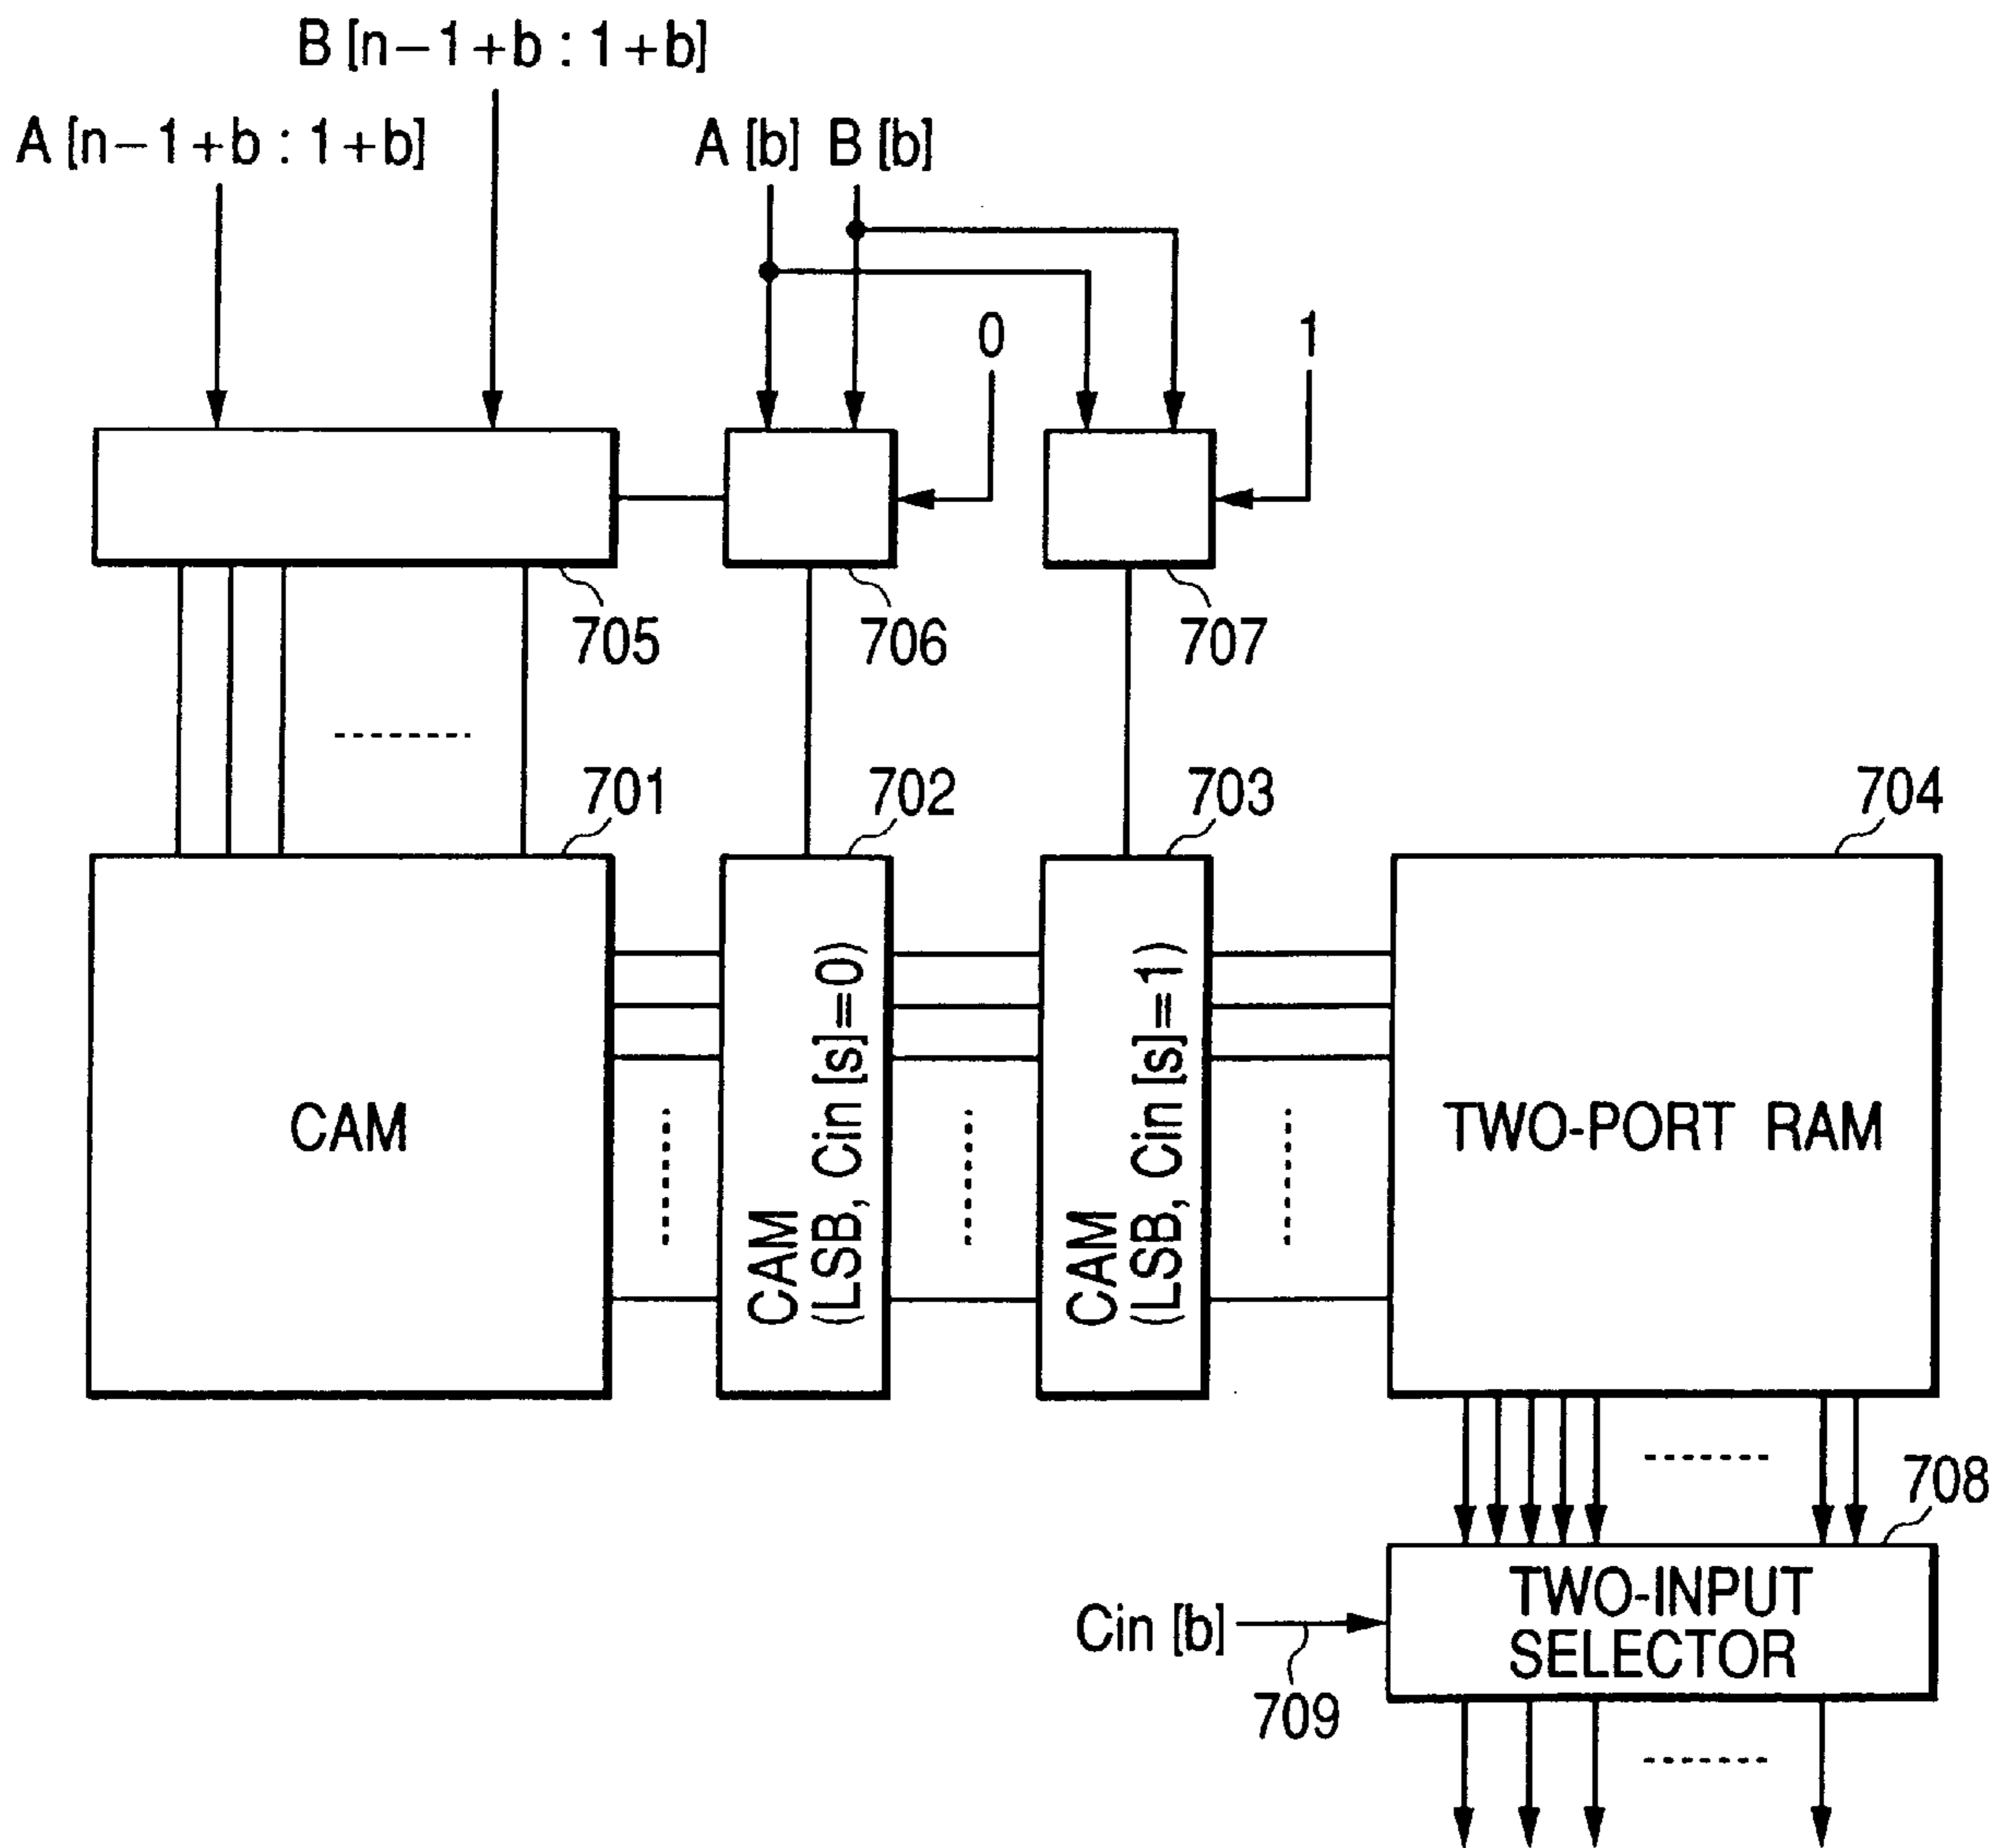 B [n−1+b : 1+b]
A [n−1+b : 1+b]
A [b] B [b]
0
1
705
706
707
701
702
703
704
CAM
CAM
(LSB, Cin [s]=0)
CAM
(LSB, Cin [s]=1)
TWO-PORT RAM
708
TWO-INPUT
SELECTOR
Cin [b]
709